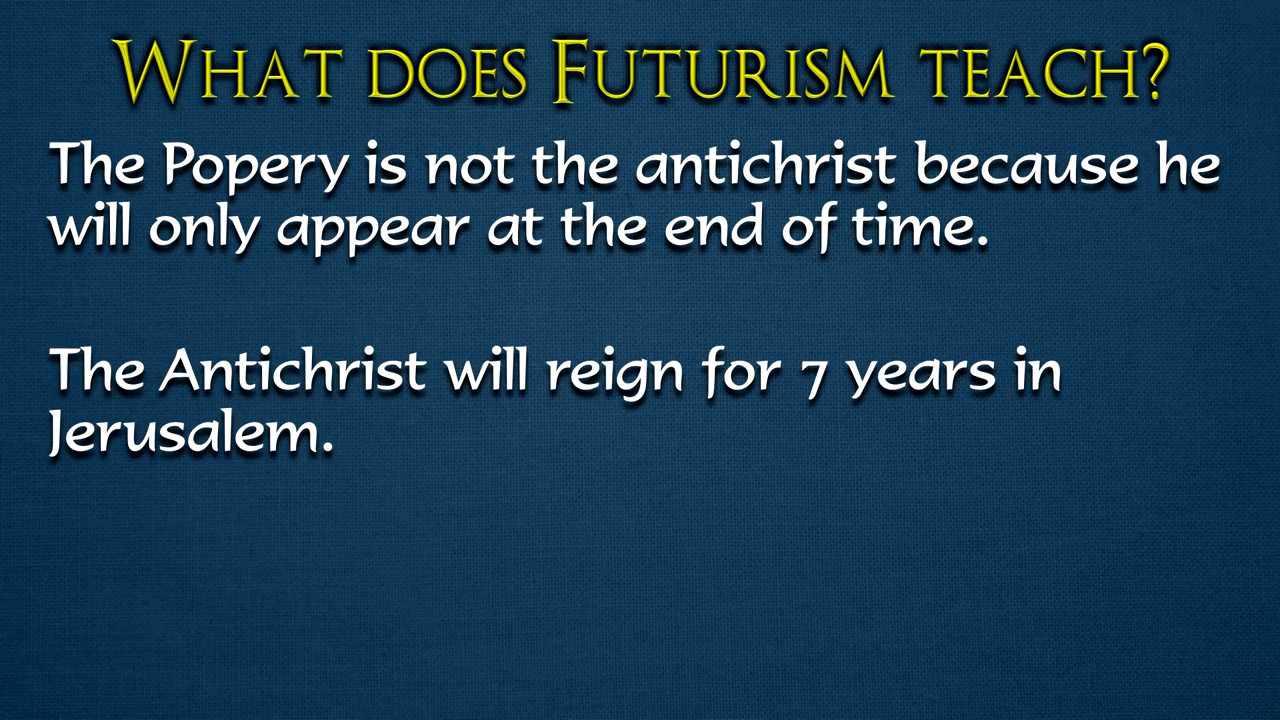 What does Futurism teach?
The Popery is not the antichrist because he
will only appear at the end of time.
The Antichrist will reign for 7 years in
Jerusalem.